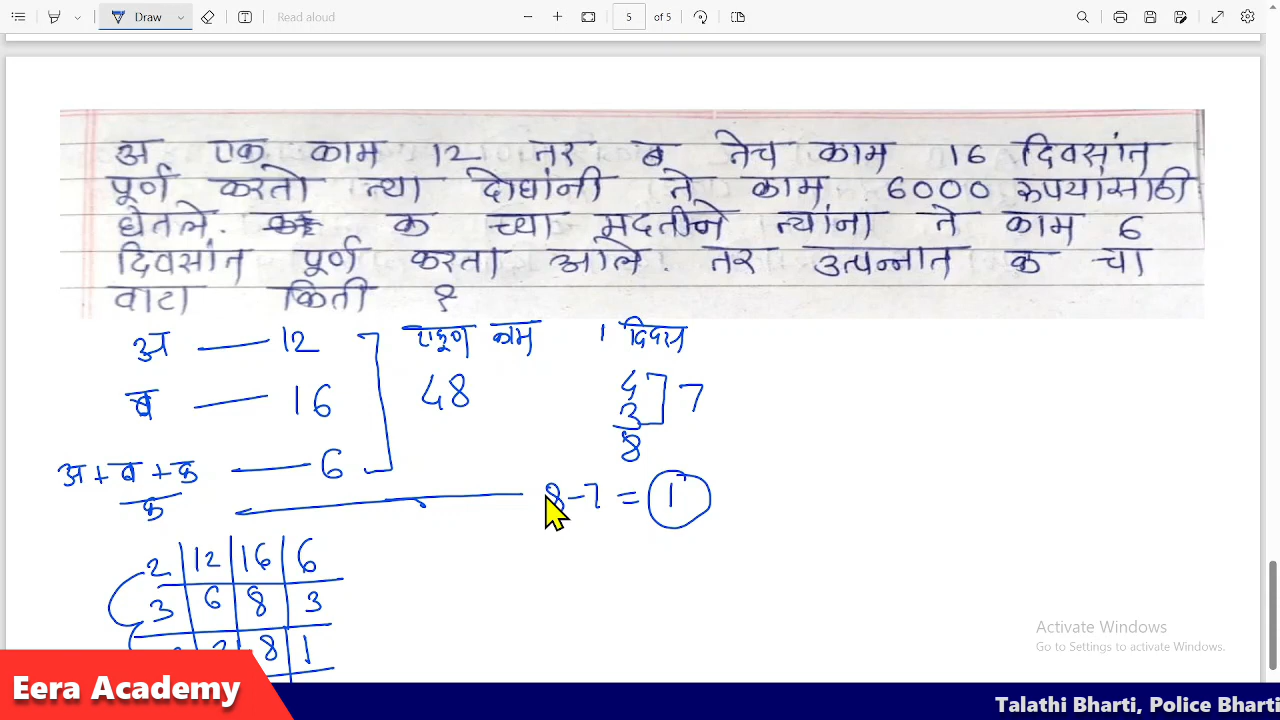 Draw
Read aloud
5 of 5
अ एक काम 12 तर ब तेच काम 16 दिवसांत
पूर्ण करतो त्या दोघांनी ते काम 6000 रूपयांसाठी
घेतले. क च्या मदतीने त्यांना ते काम 6
दिवसांत पूर्ण करता आले. तर उत्पन्नात क चा
वाटा किती ?
अ — 12 एकूण काम 1 दिवस
ब — 16 48 4 3 7
8
अ + ब + क — 6
क 8 - 7 = 1
2 12 16 6
3 6 8 3
8 1
Activate Windows
Go to Settings to activate Windows.
Eera Academy
Talathi Bharti, Police Bharti